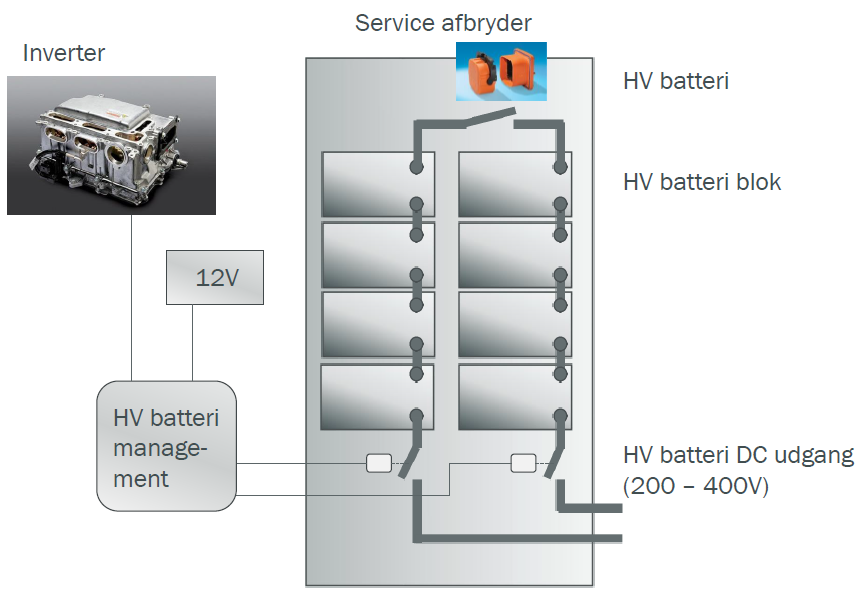 Service afbryder
Inverter
HV batteri
HV batteri blok
12V
HV batteri
manage-
ment
HV batteri DC udgang
(200 – 400V)